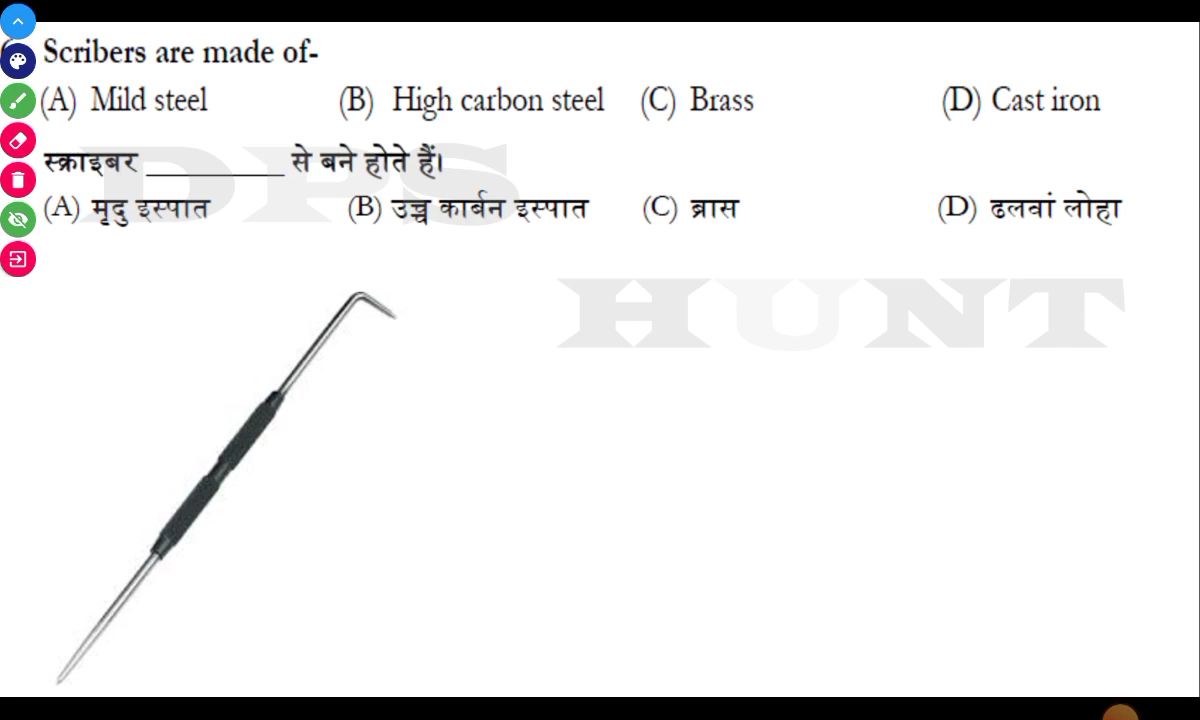 Scribers are made of-
(A) Mild steel (B) High carbon steel (C) Brass (D) Cast iron
स्क्राइबर __________ से बने होते हैं।
(A) मृदु इस्पात (B) उच्च कार्बन इस्पात (C) ब्रास (D) ढलवां लोहा
DPS
HUNT